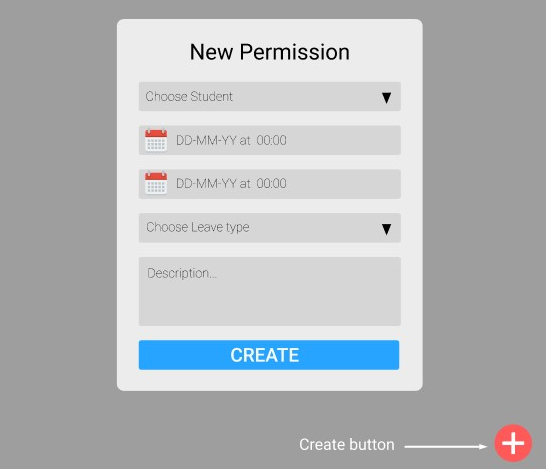 New Permission
Choose Student
DD-MM-YY at 00:00
DD-MM-YY at 00:00
Choose Leave type
Description...
CREATE
Create button